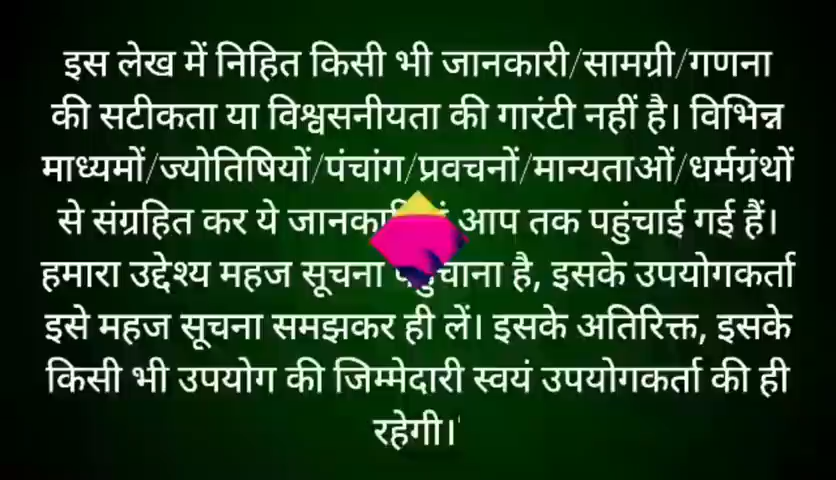 इस लेख में निहित किसी भी जानकारी/सामग्री/गणना
की सटीकता या विश्वसनीयता की गारंटी नहीं है। विभिन्न
माध्यमों/ज्योतिषियों/पंचांग/प्रवचनों/मान्यताओं/धर्मग्रंथों
से संग्रहित कर ये आप तक पहुंचाई गई हैं।
हमारा उद्देश्य महज सूचना है, इसके उपयोगकर्ता
इसे महज सूचना समझकर ही लें। इसके अतिरिक्त, इसके
किसी भी उपयोग की जिम्मेदारी स्वयं उपयोगकर्ता की ही
रहेगी।'